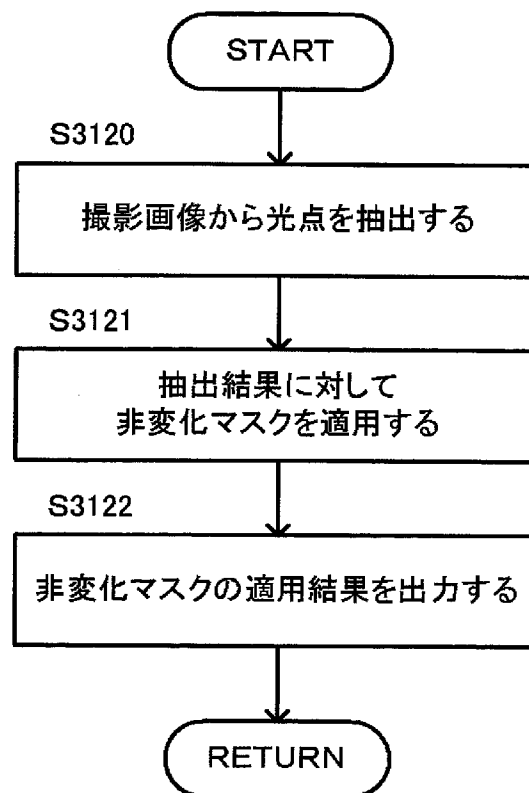 START
S3120
撮影画像から光点を抽出する
S3121
抽出結果に対して
非変化マスクを適用する
S3122
非変化マスクの適用結果を出力する
RETURN